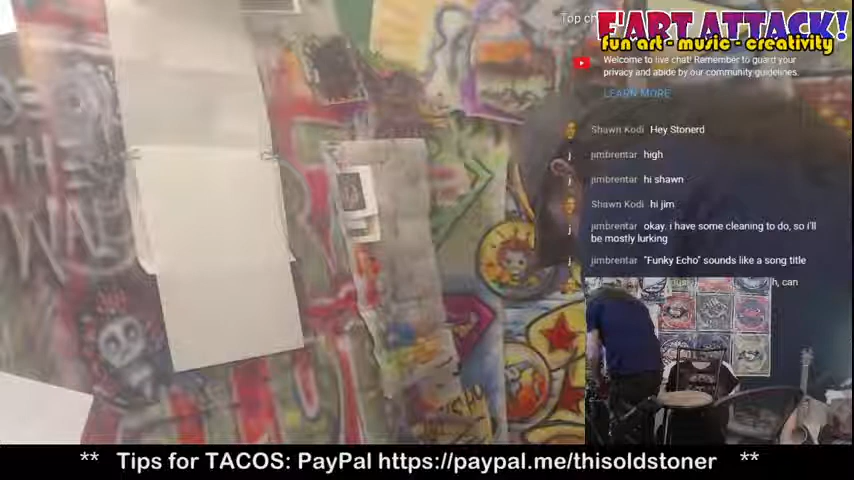 Top ch
F'ART ATTACK!
fun art - music - creativity
Welcome to live chat! Remember to guard your
privacy and abide by our community guidelines.
LEARN MORE
Shawn Kodi Hey Stonerd
jimbrentar high
jimbrentar hi shawn
Shawn Kodi hi jim
jimbrentar okay. i have some cleaning to do, so i'll
be mostly lurking
jimbrentar "Funky Echo" sounds like a song title
h, can
** Tips for TACOS: PayPal https://paypal.me/thisoldstoner **